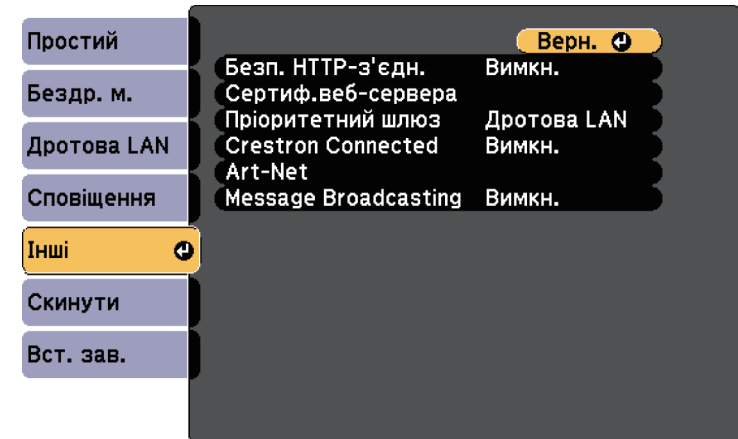 Простий
Бездр. м.
Дротова LAN
Сповіщення
Інші
Скинути
Вст. зав.
Верн.
Безп. HTTP-з'єдн. Вимкн.
Сертиф.веб-сервера
Пріоритетний шлюз Дротова LAN
Crestron Connected Вимкн.
Art-Net
Message Broadcasting Вимкн.